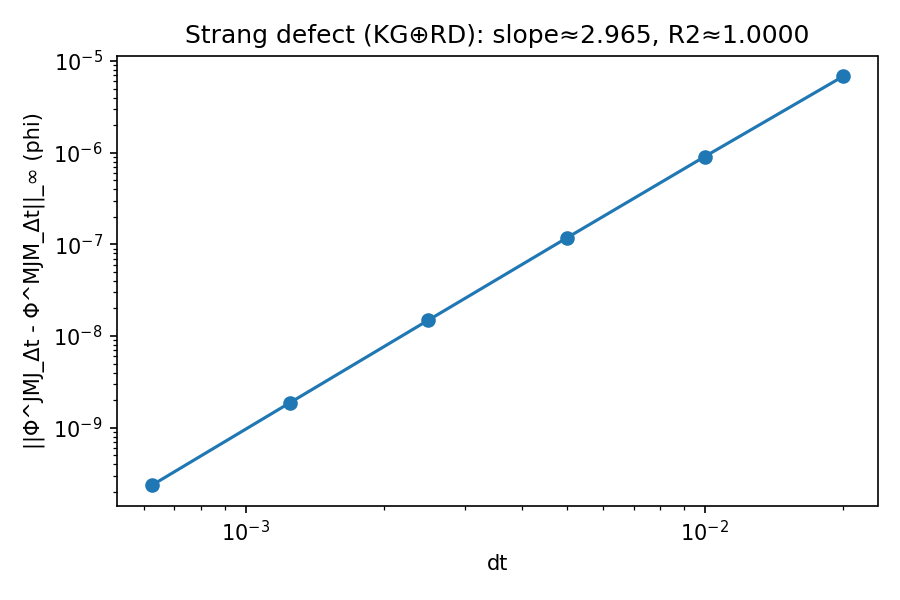 Strang defect (KG⊕RD): slope≈2.965, R2≈1.0000
||Φ^JMJ_Δt - Φ^MJM_Δt||_∞ (phi)
10⁻⁵
10⁻⁶
10⁻⁷
10⁻⁸
10⁻⁹
10⁻³
10⁻²
dt